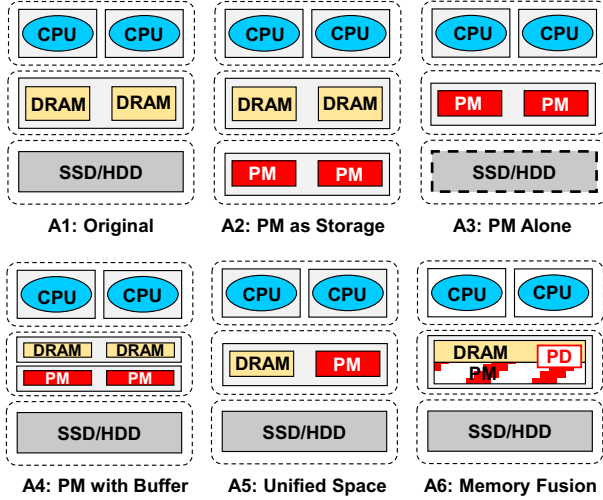 CPU CPU
DRAM DRAM
SSD/HDD
A1: Original
CPU CPU
DRAM DRAM
PM PM
A2: PM as Storage
CPU CPU
PM PM
SSD/HDD
A3: PM Alone
CPU CPU
DRAM DRAM
PM PM
SSD/HDD
A4: PM with Buffer
CPU CPU
DRAM PM
SSD/HDD
A5: Unified Space
CPU CPU
DRAM PD
PM
SSD/HDD
A6: Memory Fusion